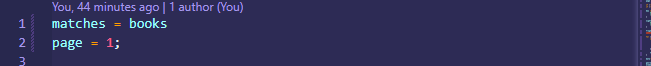 You, 44 minutes ago | 1 author (You)
1 matches = books
2 page = 1;
3